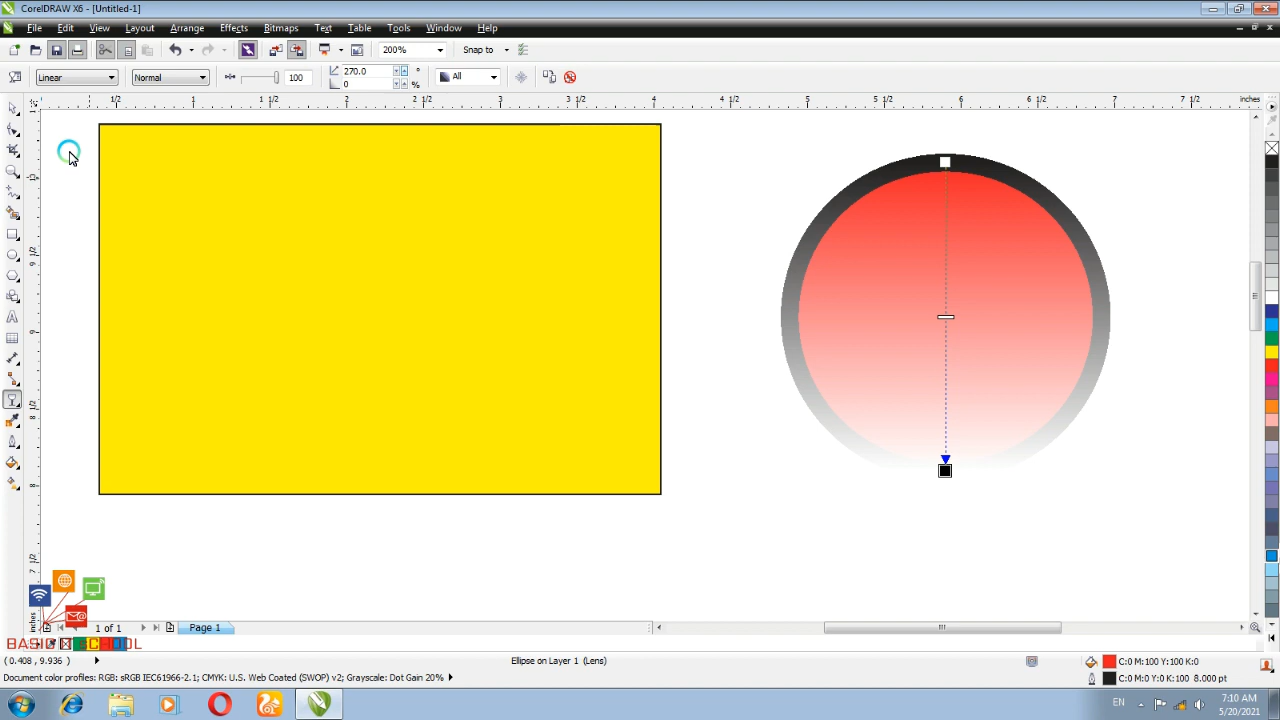 CorelDRAW X6 - [Untitled-1]
File Edit View Layout Arrange Effects Bitmaps Text Table Tools Window Help
200% Snap to
Linear Normal 100 270.0 ° 0 % All
1/2 1 1 1/2 2 2 1/2 3 3 1/2 4 4 1/2 5 5 1/2 6 6 1/2 7 7 1/2 inches
1 of 1 Page 1
(0.408 , 9.936 ) Ellipse on Layer 1 (Lens) C:0 M:100 Y:100 K:0
Document color profiles: RGB: sRGB IEC61966-2.1; CMYK: U.S. Web Coated (SWOP) v2; Grayscale: Dot Gain 20% C:0 M:0 Y:0 K:100 8.000 pt
EN 7:10 AM
5/20/2021